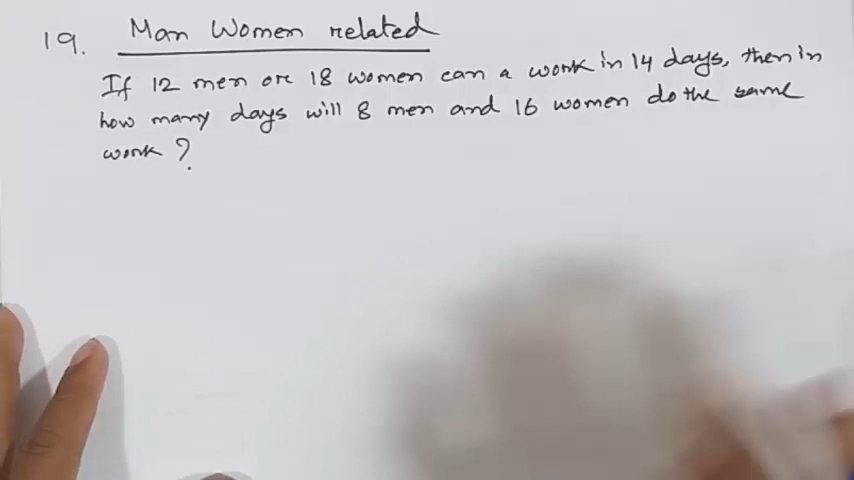 19. Man Women related
If 12 men or 18 women can a work in 14 days, then in
how many days will 8 men and 16 women do the same
work ?